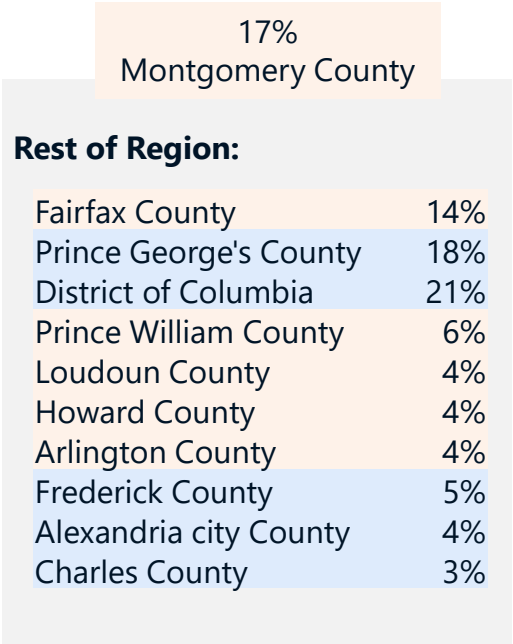 17%
Montgomery County
Rest of Region:
Fairfax County 14%
Prince George's County 18%
District of Columbia 21%
Prince William County 6%
Loudoun County 4%
Howard County 4%
Arlington County 4%
Frederick County 5%
Alexandria city County 4%
Charles County 3%